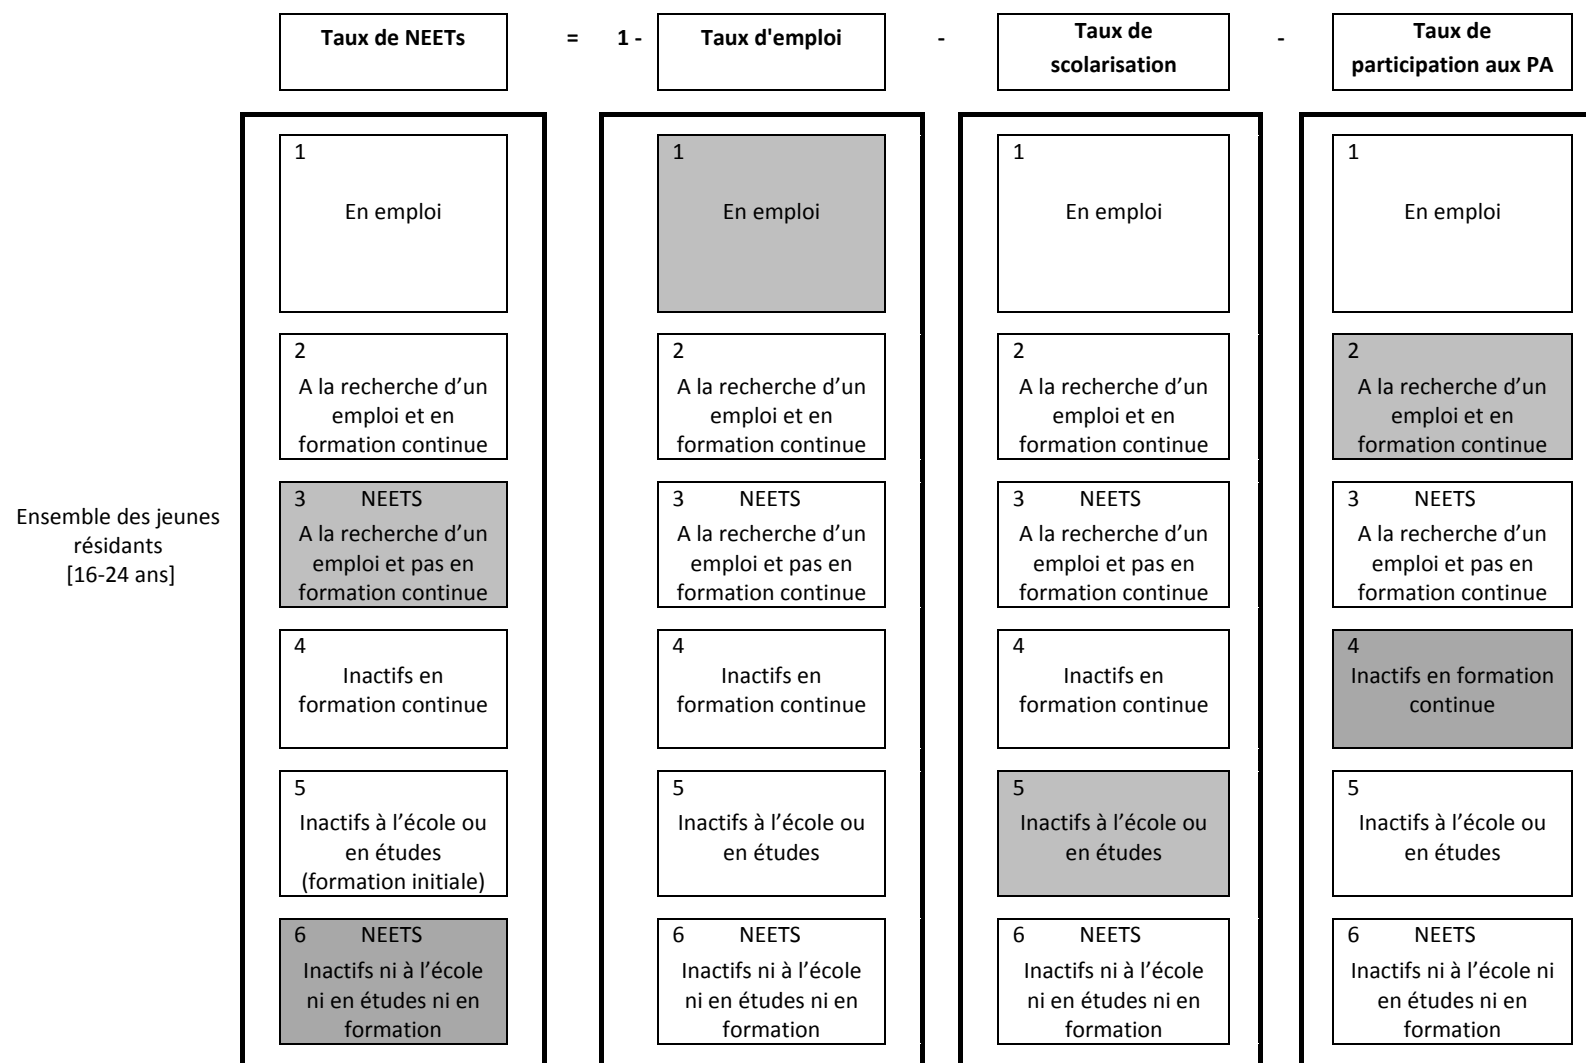 Taux de NEETs = 1 - Taux d'emploi - Taux de scolarisation - Taux de participation aux PA
Ensemble des jeunes
résidants
[16-24 ans]
1
En emploi
2
A la recherche d’un
emploi et en
formation continue
3 NEETS
A la recherche d’un
emploi et pas en
formation continue
4
Inactifs en
formation continue
5
Inactifs à l’école ou
en études
(formation initiale)
6 NEETS
Inactifs ni à l’école
ni en études ni en
formation
1
En emploi
2
A la recherche d’un
emploi et en
formation continue
3 NEETS
A la recherche d’un
emploi et pas en
formation continue
4
Inactifs en
formation continue
5
Inactifs à l’école ou
en études
6 NEETS
Inactifs ni à l’école
ni en études ni en
formation
1
En emploi
2
A la recherche d’un
emploi et en
formation continue
3 NEETS
A la recherche d’un
emploi et pas en
formation continue
4
Inactifs en
formation continue
5
Inactifs à l’école ou
en études
6 NEETS
Inactifs ni à l’école
ni en études ni en
formation
1
En emploi
2
A la recherche d’un
emploi et en
formation continue
3 NEETS
A la recherche d’un
emploi et pas en
formation continue
4
Inactifs en formation
continue
5
Inactifs à l’école ou
en études
6 NEETS
Inactifs ni à l’école ni
en études ni en
formation